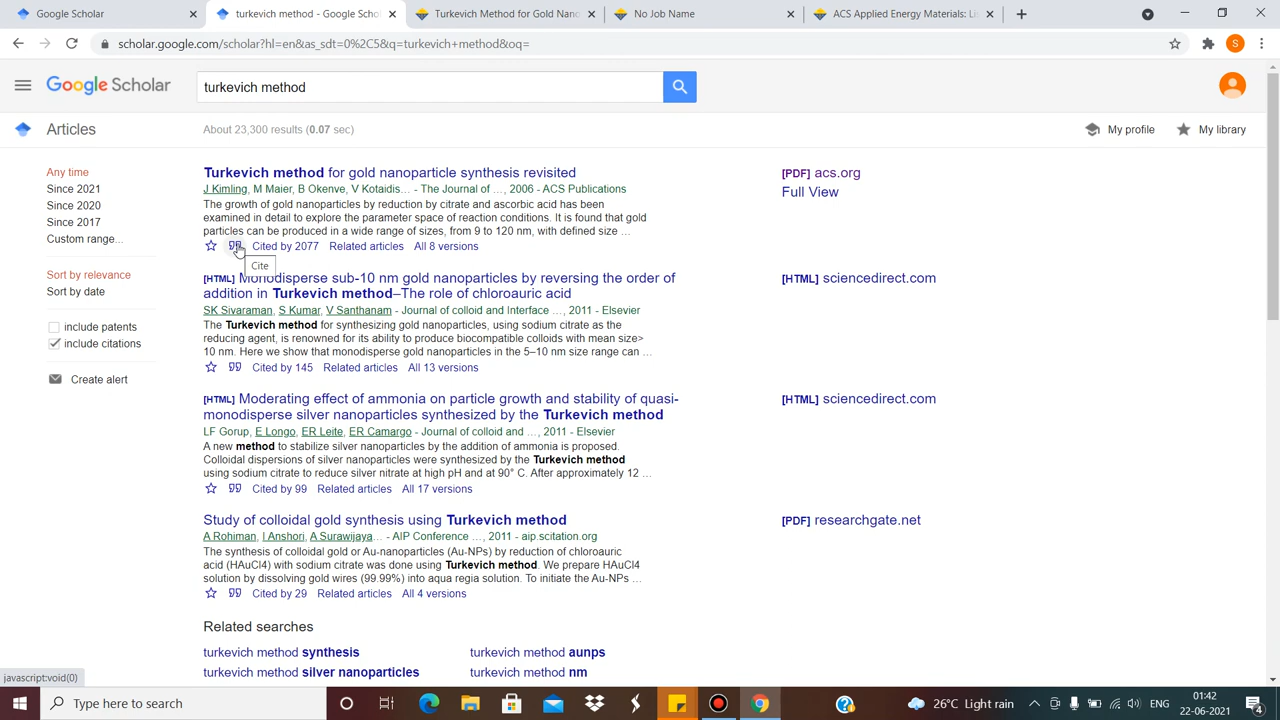 Google Scholar
turkevich method - Google Schol
Turkevich Method for Gold Nano
No Job Name
ACS Applied Energy Materials: Lis
scholar.google.com/scholar?hl=en&as_sdt=0%2C5&q=turkevich+method&oq=
S
Google Scholar
turkevich method
Articles
About 23,300 results (0.07 sec)
My profile
My library
Any time
Since 2021
Since 2020
Since 2017
Custom range...
Sort by relevance
Sort by date
include patents
include citations
Create alert
Turkevich method for gold nanoparticle synthesis revisited
J Kimling, M Maier, B Okenve, V Kotaidis... - The Journal of ..., 2006 - ACS Publications
The growth of gold nanoparticles by reduction by citrate and ascorbic acid has been
examined in detail to explore the parameter space of reaction conditions. It is found that gold
particles can be produced in a wide range of sizes, from 9 to 120 nm, with defined size ...
Cited by 2077 Related articles All 8 versions
Cite
[PDF] acs.org
Full View
[HTML] Monodisperse sub-10 nm gold nanoparticles by reversing the order of
addition in Turkevich method–The role of chloroauric acid
SK Sivaraman, S Kumar, V Santhanam - Journal of colloid and Interface ..., 2011 - Elsevier
The Turkevich method for synthesizing gold nanoparticles, using sodium citrate as the
reducing agent, is renowned for its ability to produce biocompatible colloids with mean size>
10 nm. Here we show that monodisperse gold nanoparticles in the 5–10 nm size range can ...
Cited by 145 Related articles All 13 versions
[HTML] sciencedirect.com
[HTML] Moderating effect of ammonia on particle growth and stability of quasi-
monodisperse silver nanoparticles synthesized by the Turkevich method
LF Gorup, E Longo, ER Leite, ER Camargo - Journal of colloid and ..., 2011 - Elsevier
A new method to stabilize silver nanoparticles by the addition of ammonia is proposed.
Colloidal dispersions of silver nanoparticles were synthesized by the Turkevich method
using sodium citrate to reduce silver nitrate at high pH and at 90° C. After approximately 12 ...
Cited by 99 Related articles All 17 versions
[HTML] sciencedirect.com
Study of colloidal gold synthesis using Turkevich method
A Rohiman, I Anshori, A Surawijaya... - AIP Conference ..., 2011 - aip.scitation.org
The synthesis of colloidal gold or Au-nanoparticles (Au-NPs) by reduction of chloroauric
acid (HAuCl4) with sodium citrate was done using Turkevich method. We prepare HAuCl4
solution by dissolving gold wires (99.99%) into aqua regia solution. To initiate the Au-NPs ...
Cited by 29 Related articles All 4 versions
[PDF] researchgate.net
Related searches
turkevich method synthesis
turkevich method aunps
turkevich method silver nanoparticles
turkevich method nm
javascript:void(0)
Type here to search
26°C Light rain
ENG
01:42
22-06-2021
4